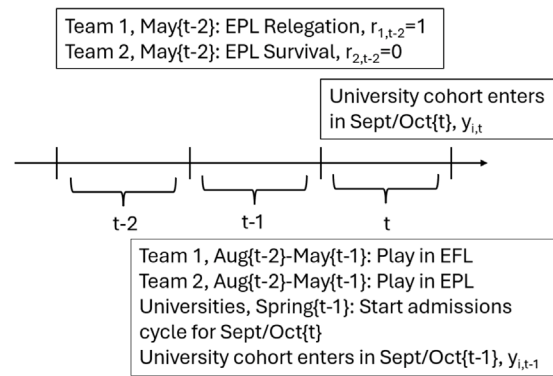 Team 1, May{t-2}: EPL Relegation, r1,t-2=1
Team 2, May{t-2}: EPL Survival, r2,t-2=0
University cohort enters
in Sept/Oct{t}, yi,t
t-2
t-1
t
Team 1, Aug{t-2}-May{t-1}: Play in EFL
Team 2, Aug{t-2}-May{t-1}: Play in EPL
Universities, Spring{t-1}: Start admissions
cycle for Sept/Oct{t}
University cohort enters in Sept/Oct{t-1}, yi,t-1